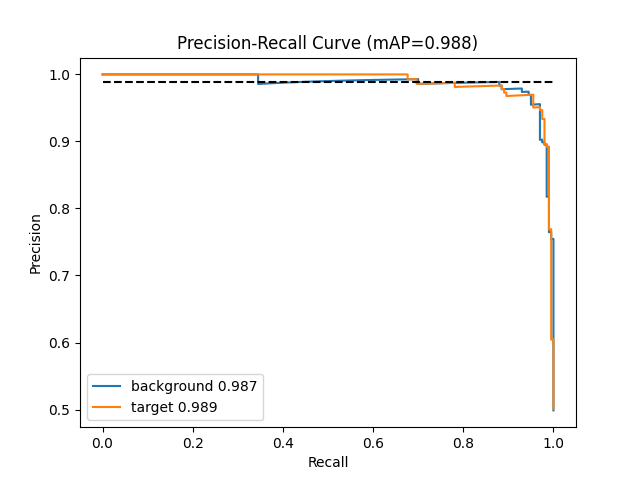 Precision-Recall Curve (mAP=0.988)
Precision
1.0
0.9
0.8
0.7
0.6
0.5
background 0.987
target 0.989
0.0 0.2 0.4 0.6 0.8 1.0
Recall